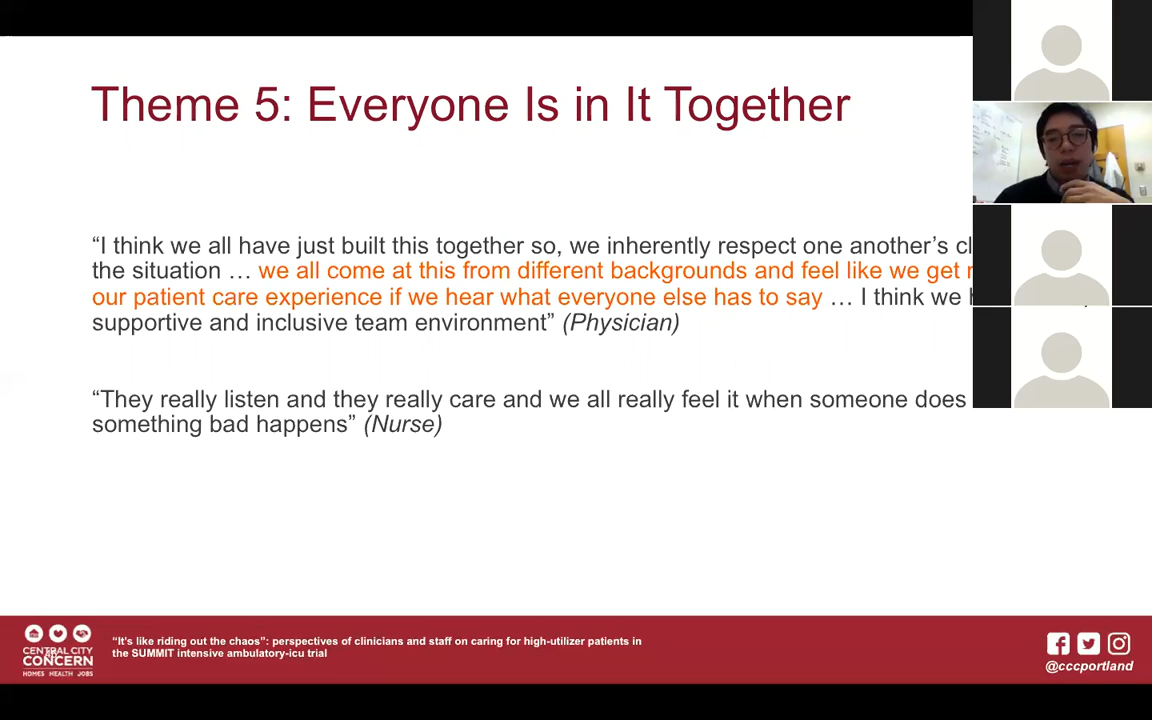 Theme 5: Everyone Is in It Together
“I think we all have just built this together so, we inherently respect one another’s
the situation … we all come at this from different backgrounds and feel like we get
our patient care experience if we hear what everyone else has to say … I think we
supportive and inclusive team environment” (Physician)
“They really listen and they really care and we all really feel it when someone does
something bad happens” (Nurse)
CENTRAL CITY
CONCERN
HOMES HEALTH JOBS
“It’s like riding out the chaos”: perspectives of clinicians and staff on caring for high-utilizer patients in
the SUMMIT intensive ambulatory-icu trial
@cccportland